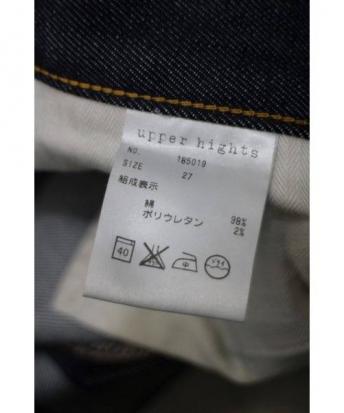 upper hights
NO. 185019
SIZE 27
組成表示
綿 98%
ポリウレタン 2%
40